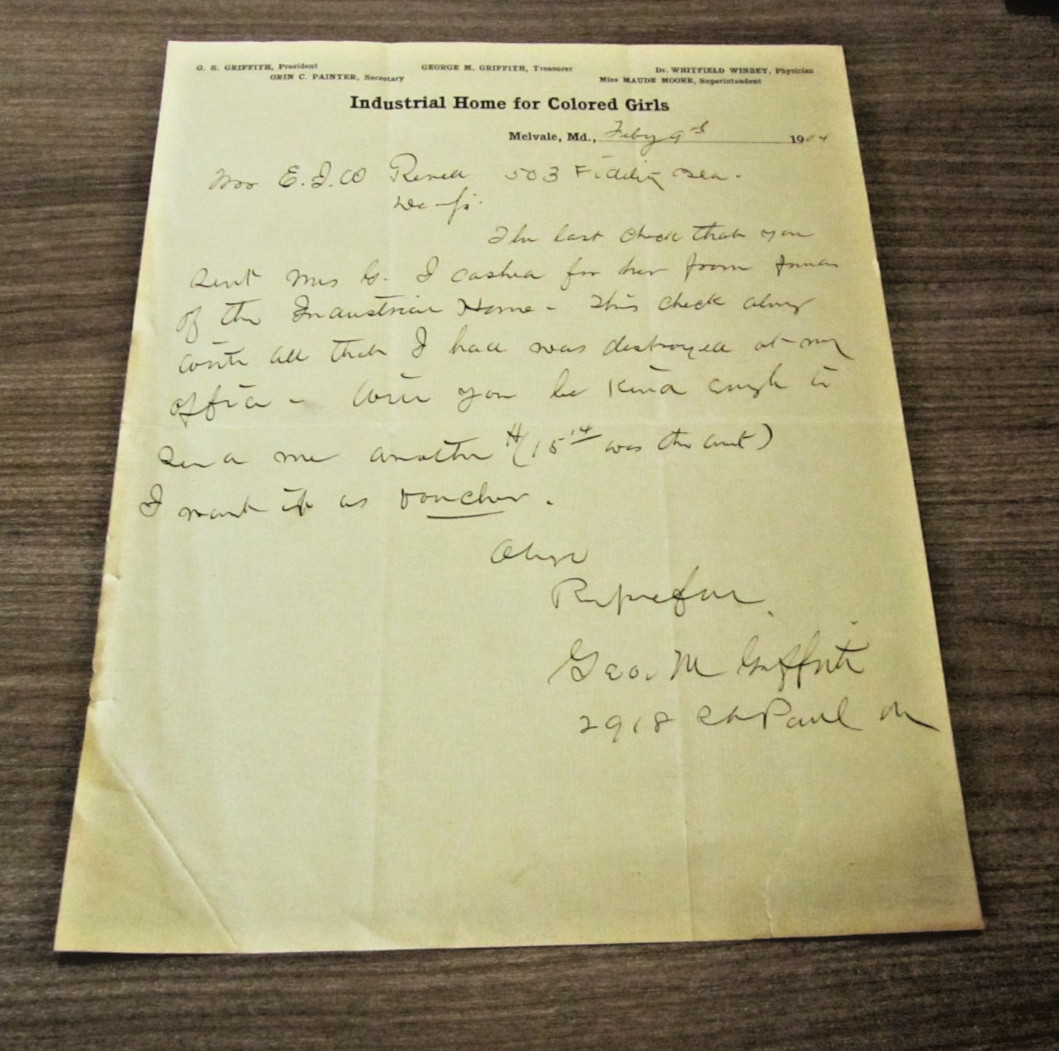 G. S. GRIFFITH, President GEORGE M. GRIFFITH, Treasurer Dr. WHITFIELD WINSEY, Physician
ORIN C. PAINTER, Secretary Miss MAUDE MOORE, Superintendent
Industrial Home for Colored Girls
Melvale, Md., Feby 9th 1904
E. J. W 503 Fidelity
The last check that you
sent Mrs G. I cashed for her from funds
of the Industrial Home - This check along
with all that I had was destroyed at my
office - Will you be kind enough to
send me another (15 14 was the amt)
I want it as voucher.
Oblige
Respectfully
Geo. M Griffith
2918 St Paul